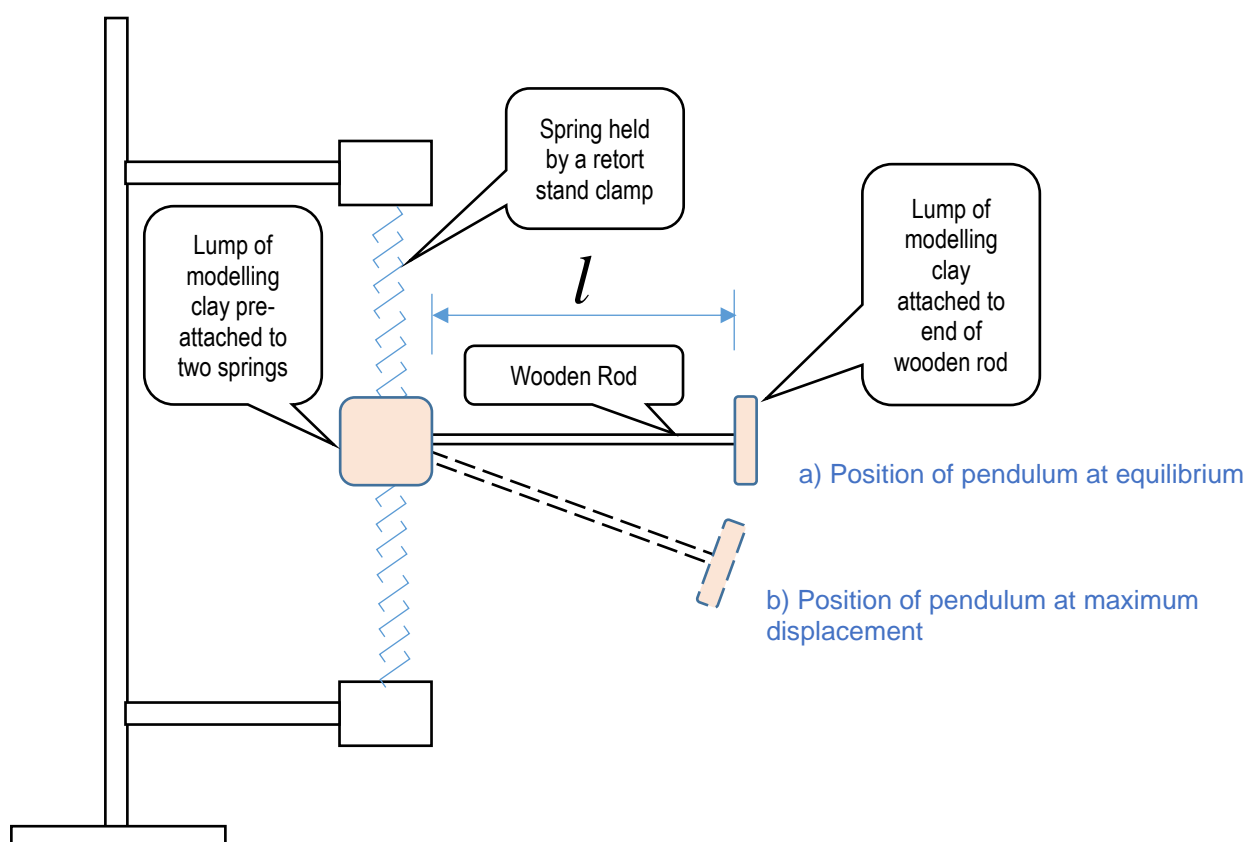 Spring held
by a retort
stand clamp
Lump of
modelling
clay pre-
attached to
two springs
l
Lump of
modelling
clay
attached to
end of
wooden rod
Wooden Rod
a) Position of pendulum at equilibrium
b) Position of pendulum at maximum
displacement